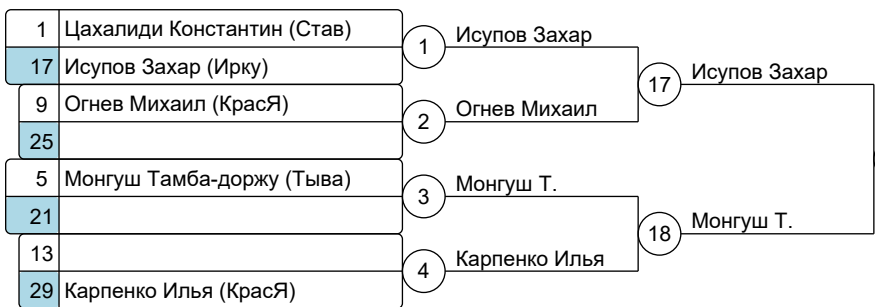 1 Цахалиди Константин (Став)
17 Исупов Захар (Ирку)
1 Исупов Захар
9 Огнев Михаил (КрасЯ)
25
2 Огнев Михаил
17 Исупов Захар
5 Монгуш Тамба-доржу (Тыва)
21
3 Монгуш Т.
13
29 Карпенко Илья (КрасЯ)
4 Карпенко Илья
18 Монгуш Т.